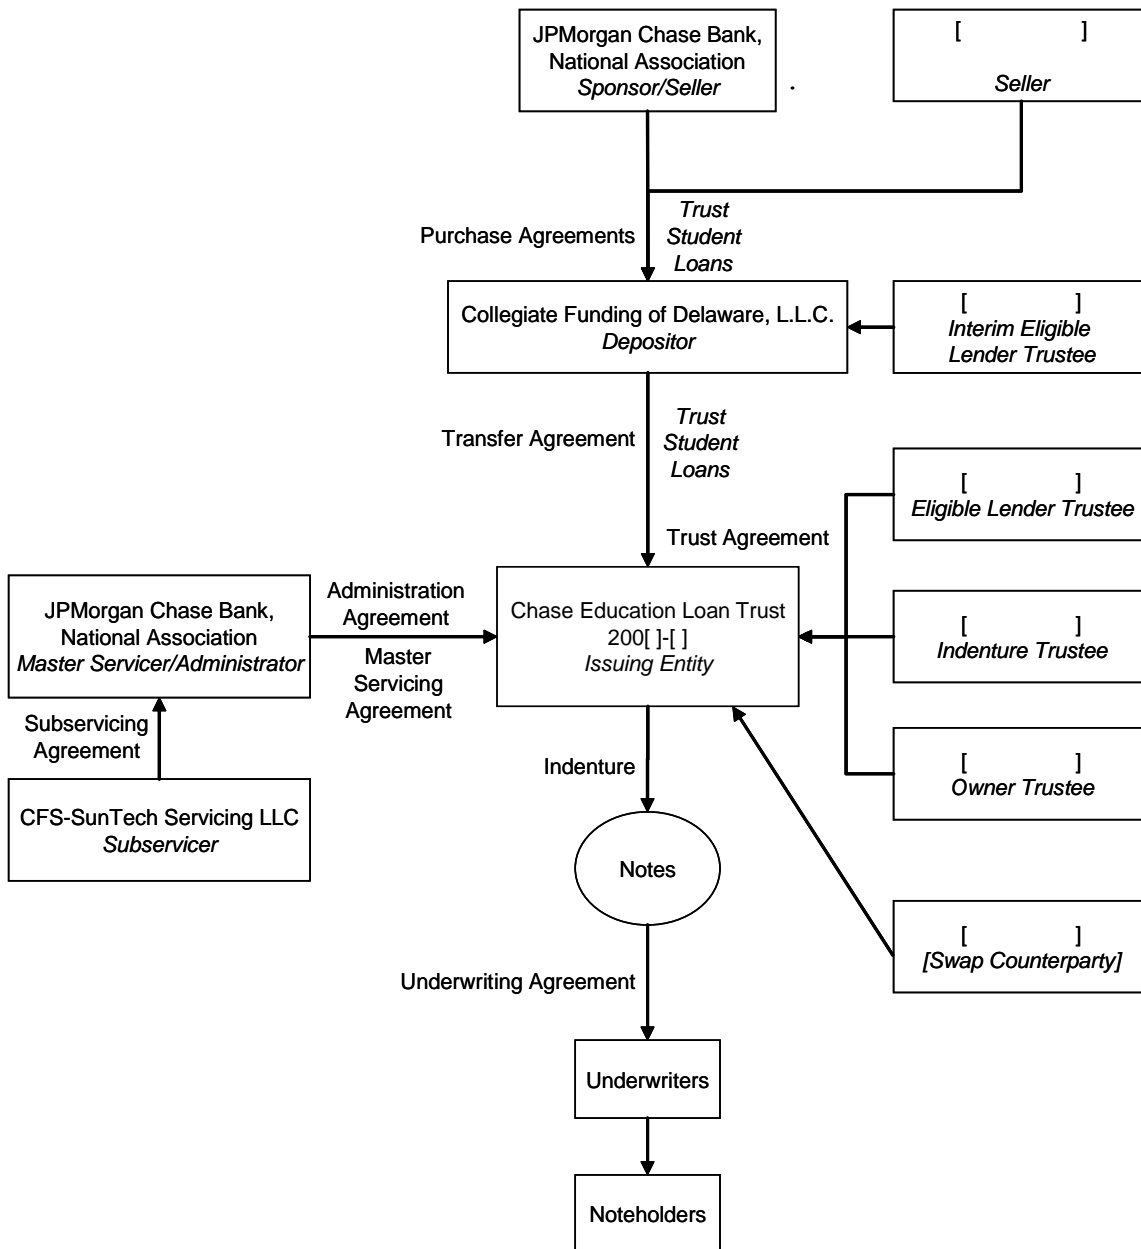 JPMorgan Chase Bank,
National Association
Sponsor/Seller
.
[ ]
Seller
Purchase Agreements
Trust
Student
Loans
Collegiate Funding of Delaware, L.L.C.
Depositor
[ ]
Interim Eligible
Lender Trustee
Transfer Agreement
Trust
Student
Loans
[ ]
Eligible Lender Trustee
Trust Agreement
JPMorgan Chase Bank,
National Association
Master Servicer/Administrator
Administration
Agreement
Master
Servicing
Agreement
Chase Education Loan Trust
200[ ]-[ ]
Issuing Entity
[ ]
Indenture Trustee
Subservicing
Agreement
Indenture
[ ]
Owner Trustee
CFS-SunTech Servicing LLC
Subservicer
Notes
[ ]
[Swap Counterparty]
Underwriting Agreement
Underwriters
Noteholders